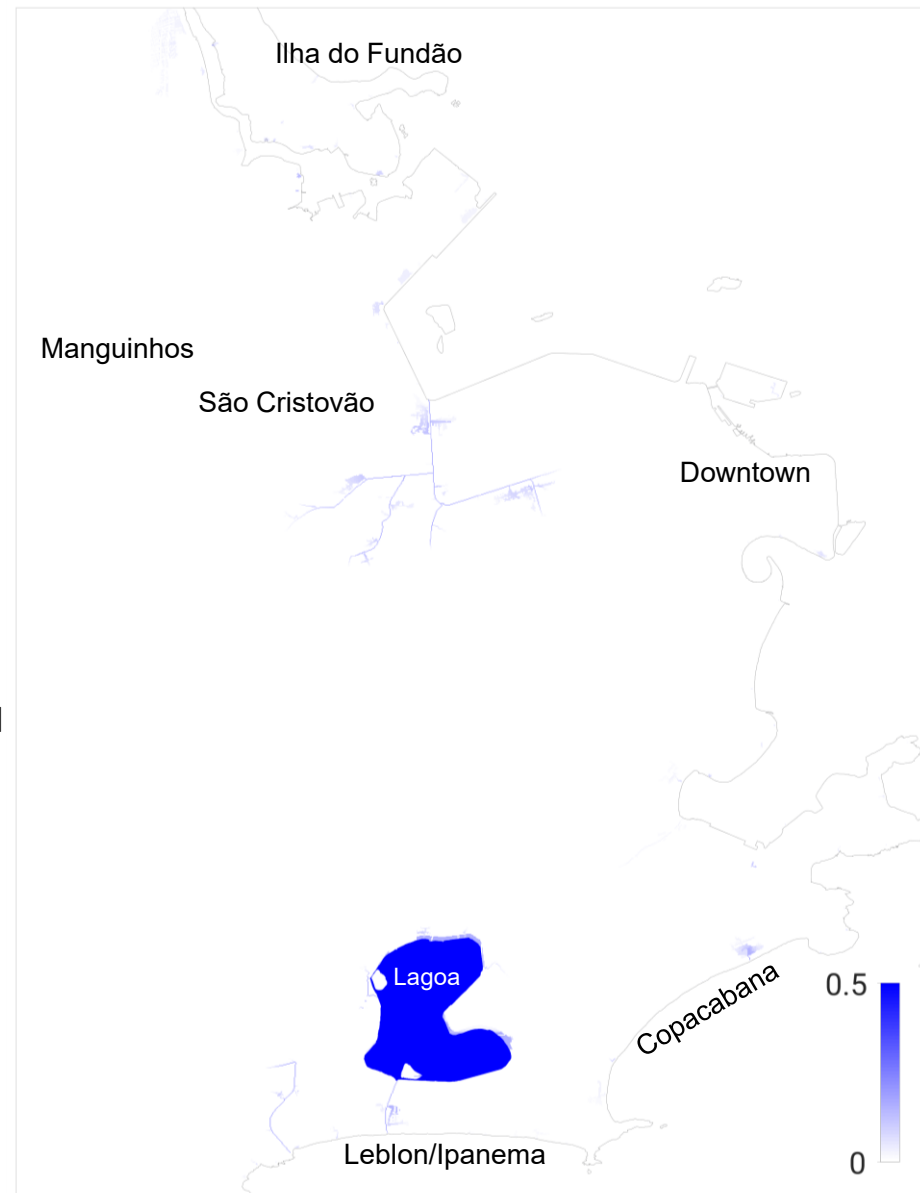 Ilha do Fundão
Manguinhos
São Cristovão
Downtown
Lagoa
Copacabana
0.5
0
Leblon/Ipanema